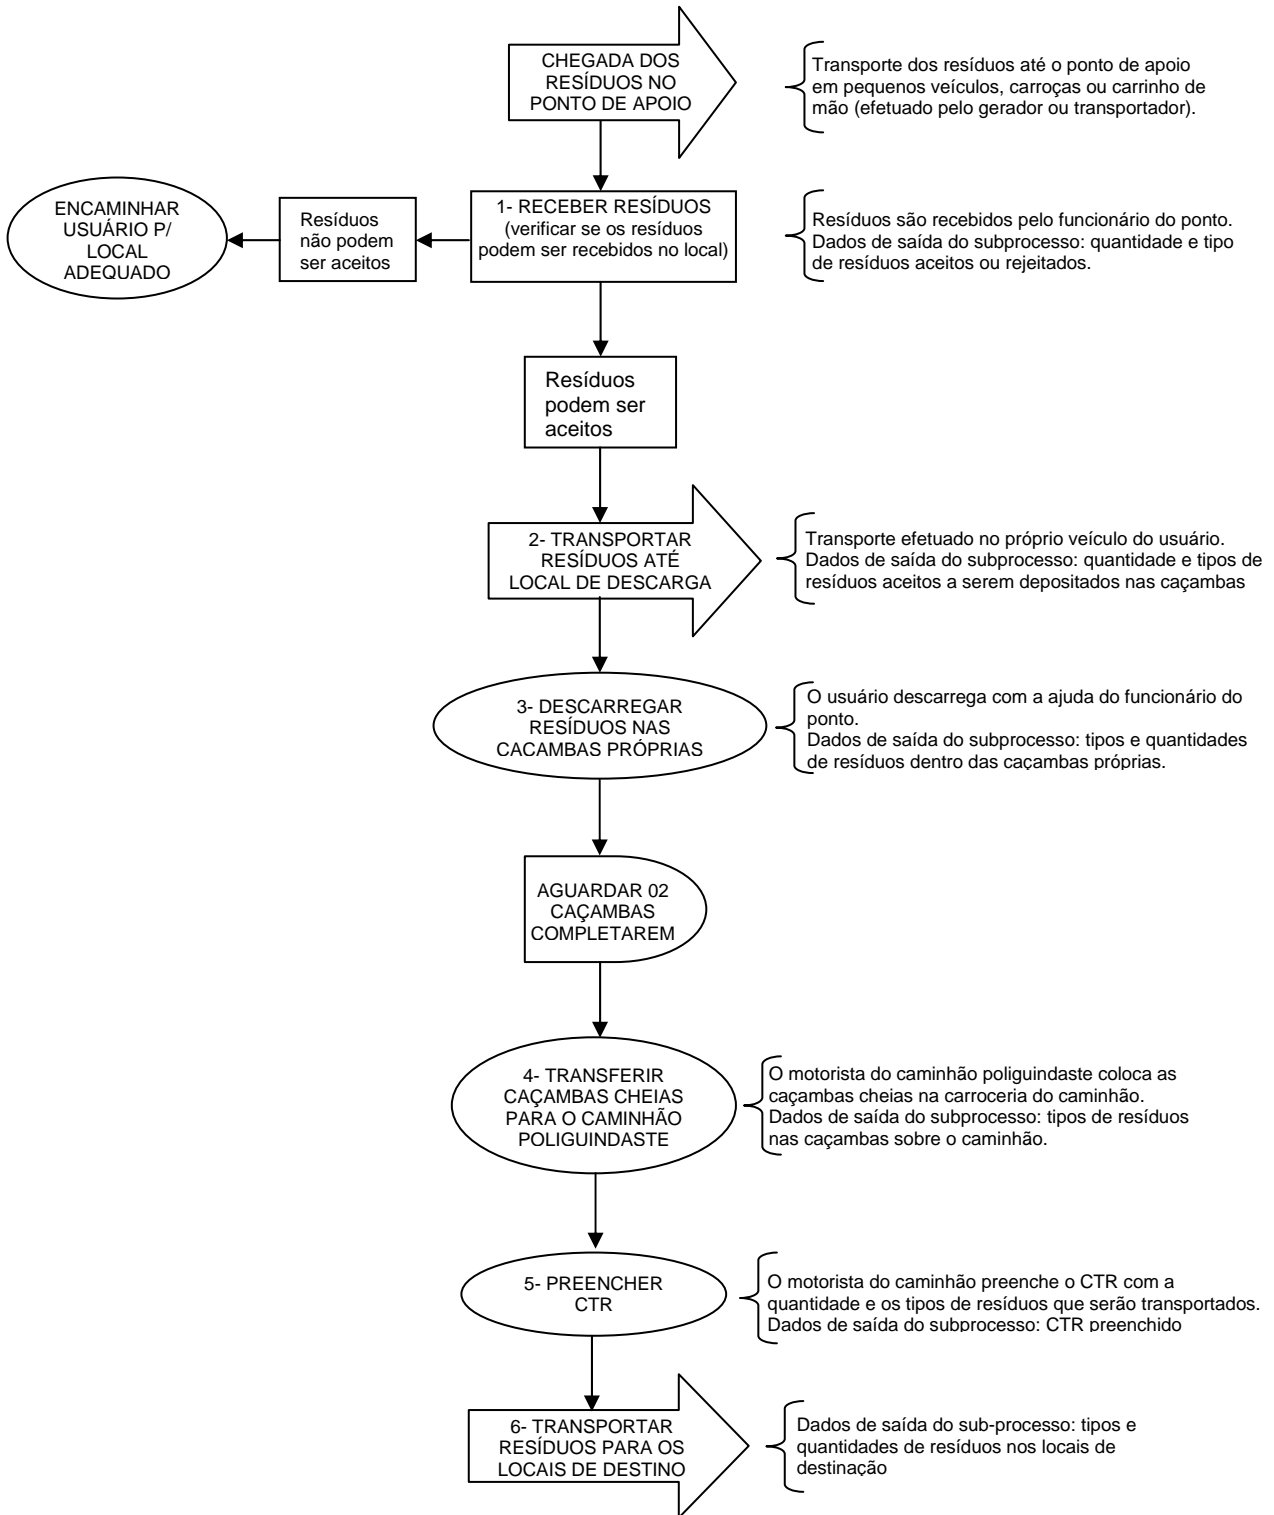 CHEGADA DOS
RESÍDUOS NO
PONTO DE APOIO
Transporte dos resíduos até o ponto de apoio
em pequenos veículos, carroças ou carrinho de
mão (efetuado pelo gerador ou transportador).
ENCAMINHAR
USUÁRIO P/
LOCAL
ADEQUADO
Resíduos
não podem
ser aceitos
1- RECEBER RESÍDUOS
(verificar se os resíduos
podem ser recebidos no local)
Resíduos são recebidos pelo funcionário do ponto.
Dados de saída do subprocesso: quantidade e tipo
de resíduos aceitos ou rejeitados.
Resíduos
podem ser
aceitos
2- TRANSPORTAR
RESÍDUOS ATÉ
LOCAL DE DESCARGA
Transporte efetuado no próprio veículo do usuário.
Dados de saída do subprocesso: quantidade e tipos de
resíduos aceitos a serem depositados nas caçambas
3- DESCARREGAR
RESÍDUOS NAS
CACAMBAS PRÓPRIAS
O usuário descarrega com a ajuda do funcionário do
ponto.
Dados de saída do subprocesso: tipos e quantidades
de resíduos dentro das caçambas próprias.
AGUARDAR 02
CAÇAMBAS
COMPLETAREM
4- TRANSFERIR
CAÇAMBAS CHEIAS
PARA O CAMINHÃO
POLIGUINDASTE
O motorista do caminhão poliguindaste coloca as
caçambas cheias na carroceria do caminhão.
Dados de saída do subprocesso: tipos de resíduos
nas caçambas sobre o caminhão.
5- PREENCHER
CTR
O motorista do caminhão preenche o CTR com a
quantidade e os tipos de resíduos que serão transportados.
Dados de saída do subprocesso: CTR preenchido
6- TRANSPORTAR
RESÍDUOS PARA OS
LOCAIS DE DESTINO
Dados de saída do sub-processo: tipos e
quantidades de resíduos nos locais de
destinação